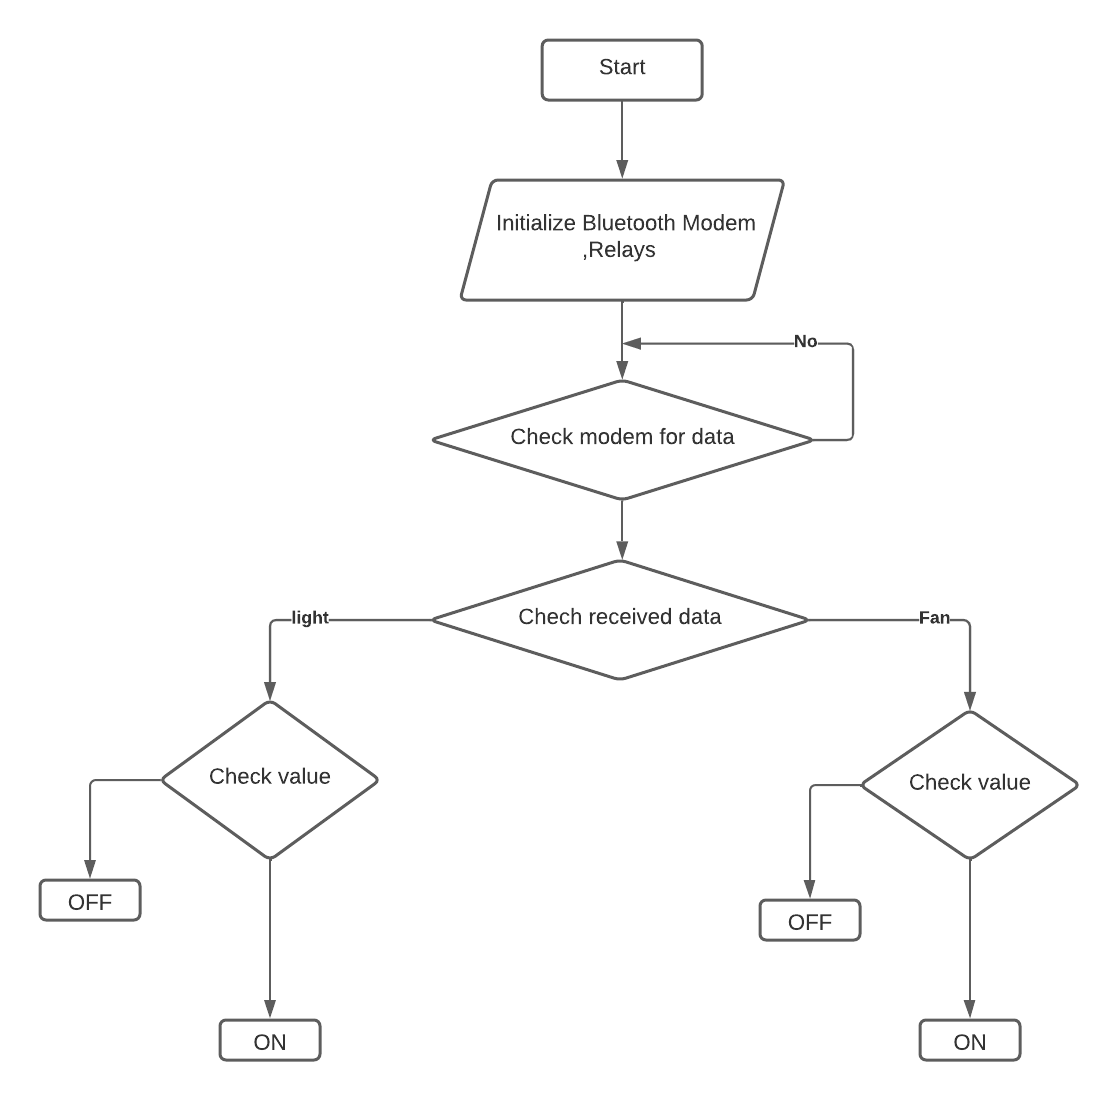 Start
Initialize Bluetooth Modem
,Relays
No
Check modem for data
Chech received data
light
Fan
Check value
Check value
OFF
OFF
ON
ON